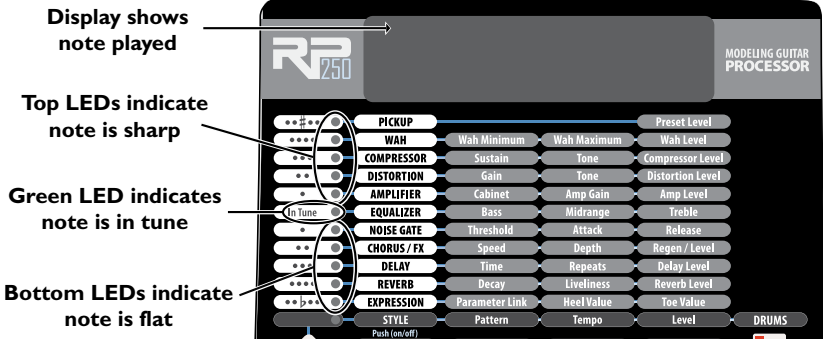 Display shows
note played
RP
250
MODELING GUITAR
PROCESSOR
Top LEDs indicate
note is sharp
Green LED indicates
note is in tune
Bottom LEDs indicate
note is flat
♯ PICKUP Preset Level
WAH Wah Minimum Wah Maximum Wah Level
COMPRESSOR Sustain Tone Compressor Level
DISTORTION Gain Tone Distortion Level
AMPLIFIER Cabinet Amp Gain Amp Level
In Tune EQUALIZER Bass Midrange Treble
NOISE GATE Threshold Attack Release
CHORUS / FX Speed Depth Regen / Level
DELAY Time Repeats Delay Level
REVERB Decay Liveliness Reverb Level
♭ EXPRESSION Parameter Link Heel Value Toe Value
STYLE Pattern Tempo Level DRUMS
Push (on/off)